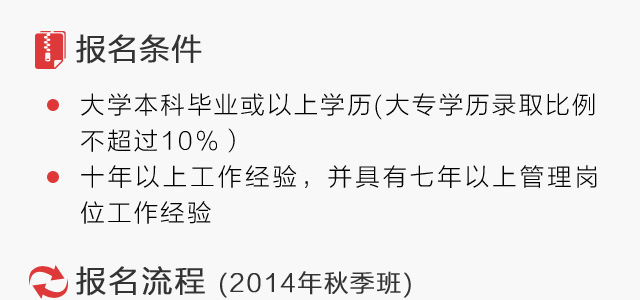 报名条件
大学本科毕业或以上学历(大专学历录取比例
不超过10%）
十年以上工作经验，并具有七年以上管理岗
位工作经验
报名流程 (2014年秋季班)